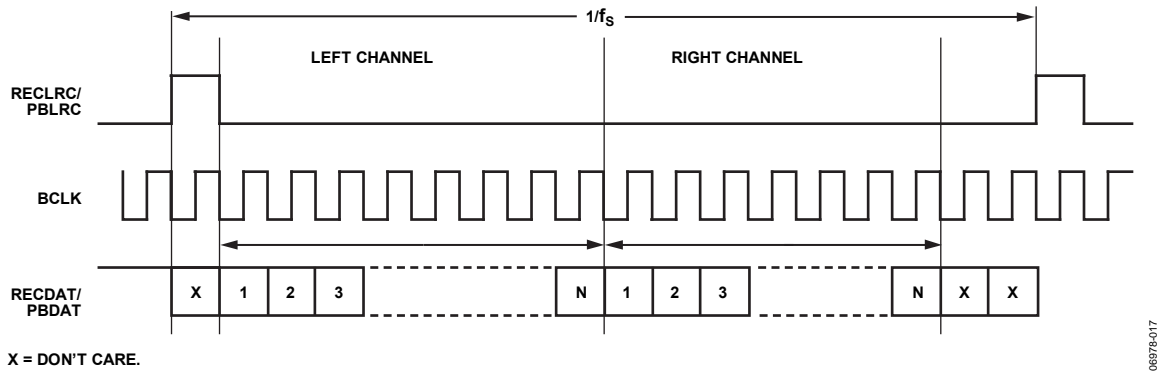 1/fS
LEFT CHANNEL RIGHT CHANNEL
RECLRC/
PBLRC
BCLK
RECDAT/
PBDAT
X 1 2 3 N 1 2 3 N X X
X = DON'T CARE.
06978-017